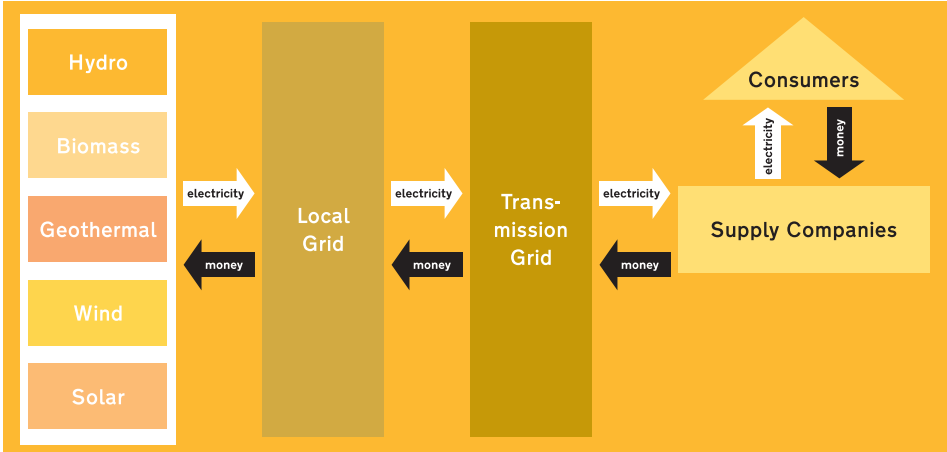 Hydro
Biomass
Geothermal
Wind
Solar
electricity
money
Local
Grid
electricity
money
Trans-
mission
Grid
electricity
money
Consumers
electricity
money
Supply Companies